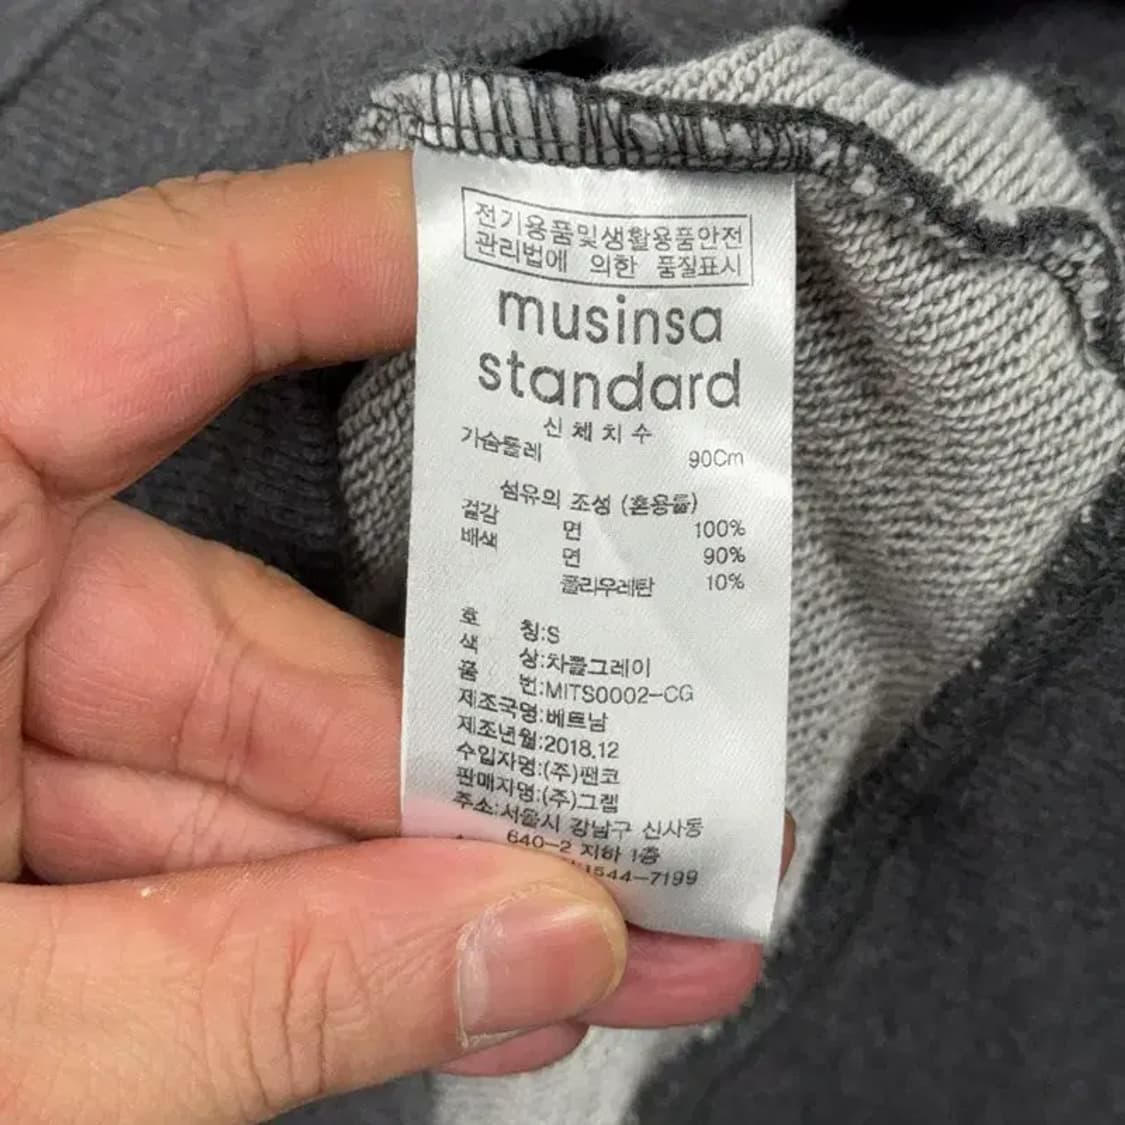 전기용품및생활용품안전
관리법에 의한 품질표시
musinsa
standard
신체치수
가슴둘레 90Cm
섬유의 조성 (혼용률)
겉감 면 100%
배색 면 90%
폴리우레탄 10%
호 칭:S
색 상:차콜그레이
품 번:MITS0002-CG
제조국명:베트남
제조년월:2018.12
수입자명:(주)팬코
판매자명:(주)그랩
주소:서울시 강남구 신사동
640-2 지하 1층
1544-7199